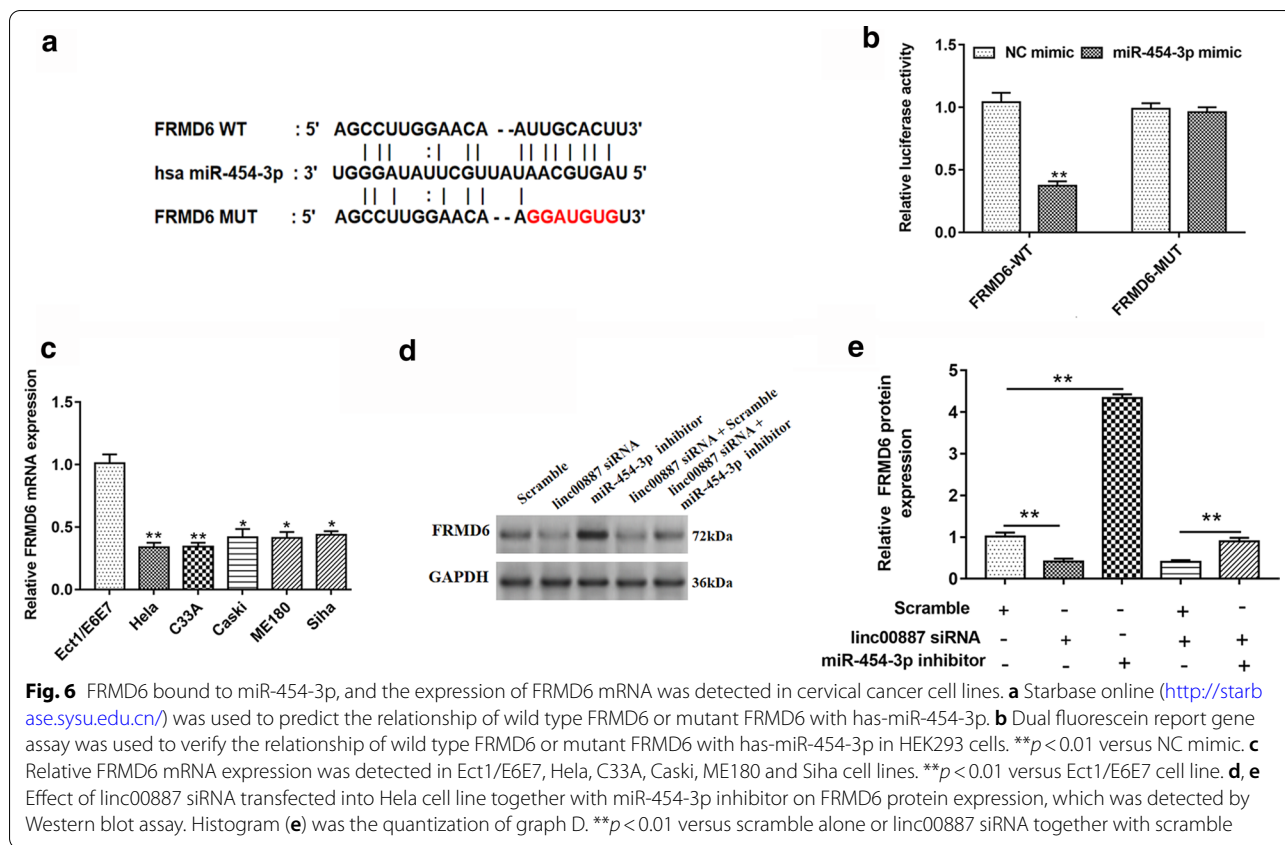 a
FRMD6 WT : 5' AGCCUUGGAACA - - AUUGCACUU3'
| | | : | | | | | | | | | |
hsa miR-454-3p : 3' UGGGAUAUUCGUUAUAACGUGAU 5'
| | | : | | | |
FRMD6 MUT : 5' AGCCUUGGAACA - - AGGAUGUGU3'
b
NC mimic miR-454-3p mimic
Relative luciferase activity
1.5
1.0
0.5
0.0
**
FRMD6-WT
FRMD6-MUT
c
Relative FRMD6 mRNA expression
1.5
1.0
0.5
0.0
** ** * * *
Ect1/E6E7 Hela C33A Caski ME180 Siha
d
Scramble
linc00887 siRNA
miR-454-3p inhibitor
linc00887 siRNA + Scramble
linc00887 siRNA +
miR-454-3p inhibitor
FRMD6 72kDa
GAPDH 36kDa
e
Relative FRMD6 protein
expression
5
4
3
2
1
0
**
** **
Scramble + - - + -
linc00887 siRNA - + - + +
miR-454-3p inhibitor - - + - +
Fig. 6 FRMD6 bound to miR-454-3p, and the expression of FRMD6 mRNA was detected in cervical cancer cell lines. a Starbase online (http://starb
ase.sysu.edu.cn/) was used to predict the relationship of wild type FRMD6 or mutant FRMD6 with has-miR-454-3p. b Dual fluorescein report gene
assay was used to verify the relationship of wild type FRMD6 or mutant FRMD6 with has-miR-454-3p in HEK293 cells. **p < 0.01 versus NC mimic. c
Relative FRMD6 mRNA expression was detected in Ect1/E6E7, Hela, C33A, Caski, ME180 and Siha cell lines. **p < 0.01 versus Ect1/E6E7 cell line. d, e
Effect of linc00887 siRNA transfected into Hela cell line together with miR-454-3p inhibitor on FRMD6 protein expression, which was detected by
Western blot assay. Histogram (e) was the quantization of graph D. **p < 0.01 versus scramble alone or linc00887 siRNA together with scramble